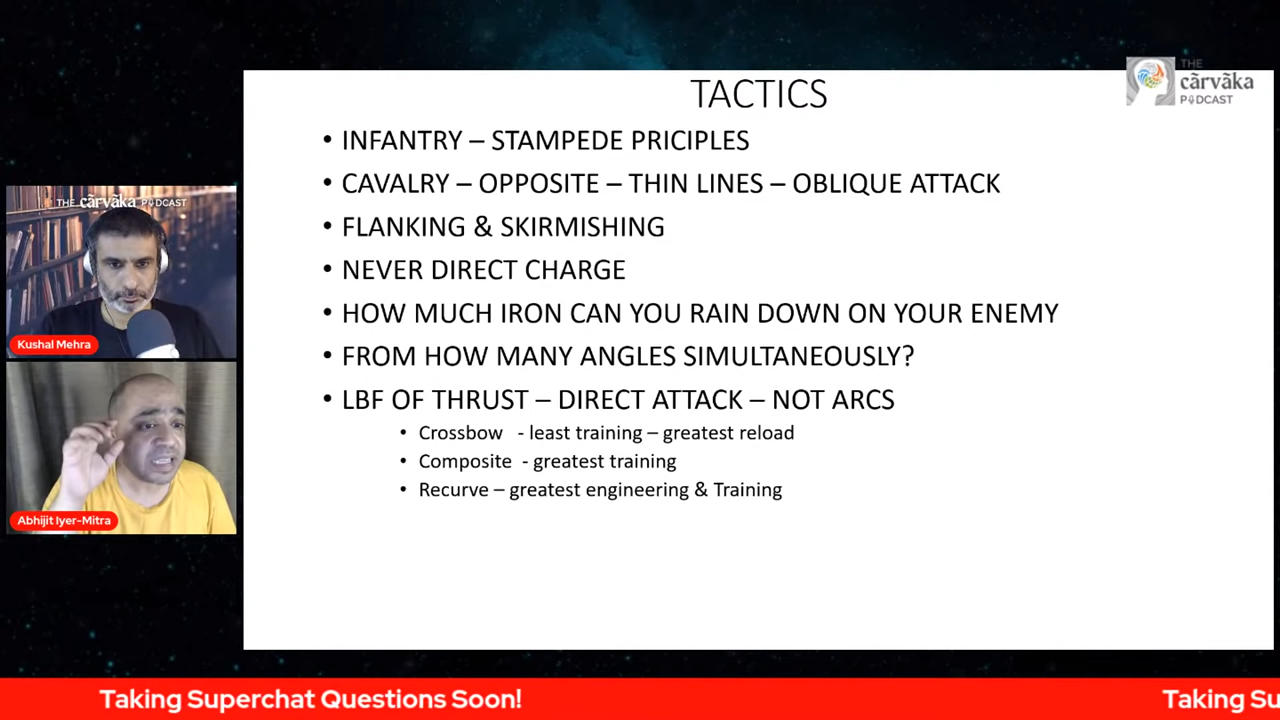 TACTICS
• INFANTRY – STAMPEDE PRICIPLES
• CAVALRY – OPPOSITE – THIN LINES – OBLIQUE ATTACK
• FLANKING & SKIRMISHING
• NEVER DIRECT CHARGE
• HOW MUCH IRON CAN YOU RAIN DOWN ON YOUR ENEMY
• FROM HOW MANY ANGLES SIMULTANEOUSLY?
• LBF OF THRUST – DIRECT ATTACK – NOT ARCS
• Crossbow - least training – greatest reload
• Composite - greatest training
• Recurve – greatest engineering & Training
THE
cārvāka
PODCAST
THE cārvāka PODCAST
Kushal Mehra
Abhijit Iyer-Mitra
Taking Superchat Questions Soon!
Taking Su